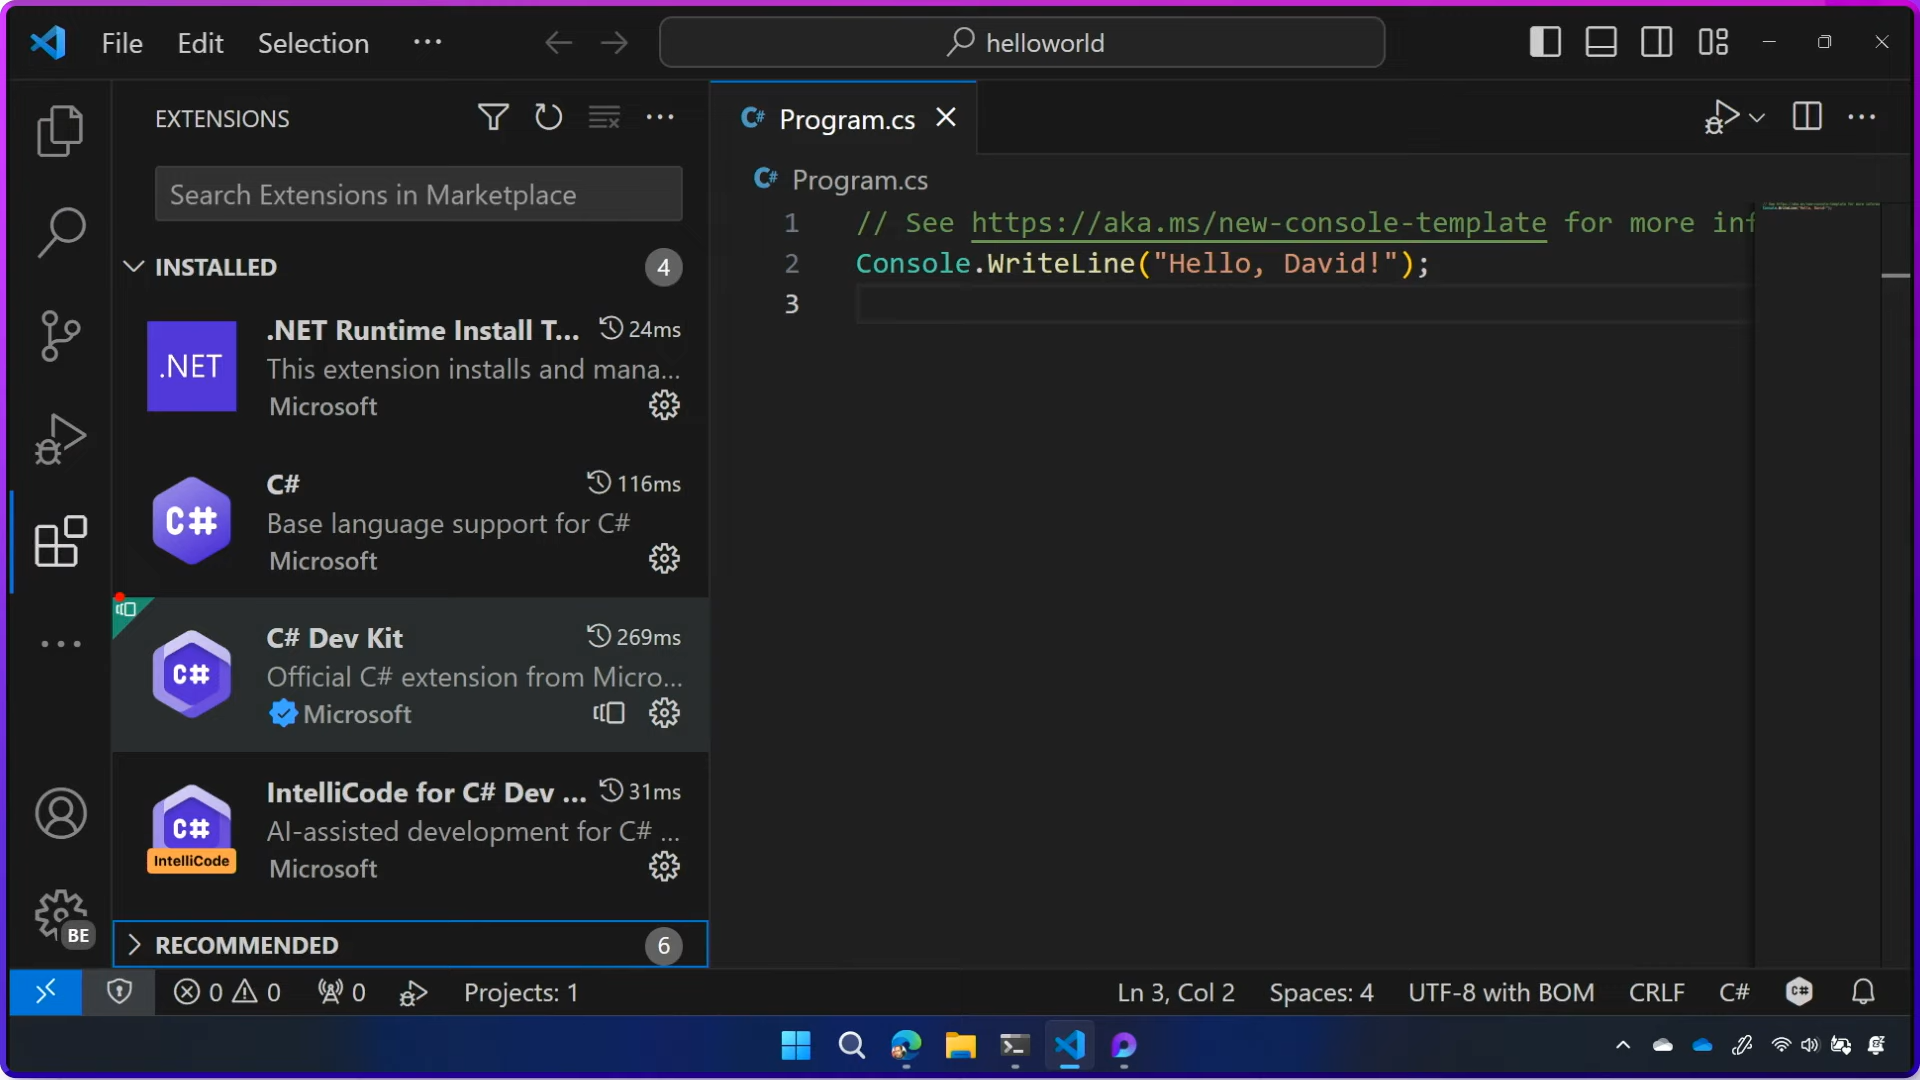 File Edit Selection ···
helloworld
EXTENSIONS
Search Extensions in Marketplace
INSTALLED 4
.NET
.NET Runtime Install T... 24ms
This extension installs and mana...
Microsoft
C#
C# 116ms
Base language support for C#
Microsoft
C#
C# Dev Kit 269ms
Official C# extension from Micro...
Microsoft
C#
IntelliCode
IntelliCode for C# Dev ... 31ms
AI-assisted development for C# ...
Microsoft
RECOMMENDED 6
BE
C# Program.cs
C# Program.cs
1 // See https://aka.ms/new-console-template for more inf
2 Console.WriteLine("Hello, David!");
3
0 0 0 Projects: 1 Ln 3, Col 2 Spaces: 4 UTF-8 with BOM CRLF C# C#